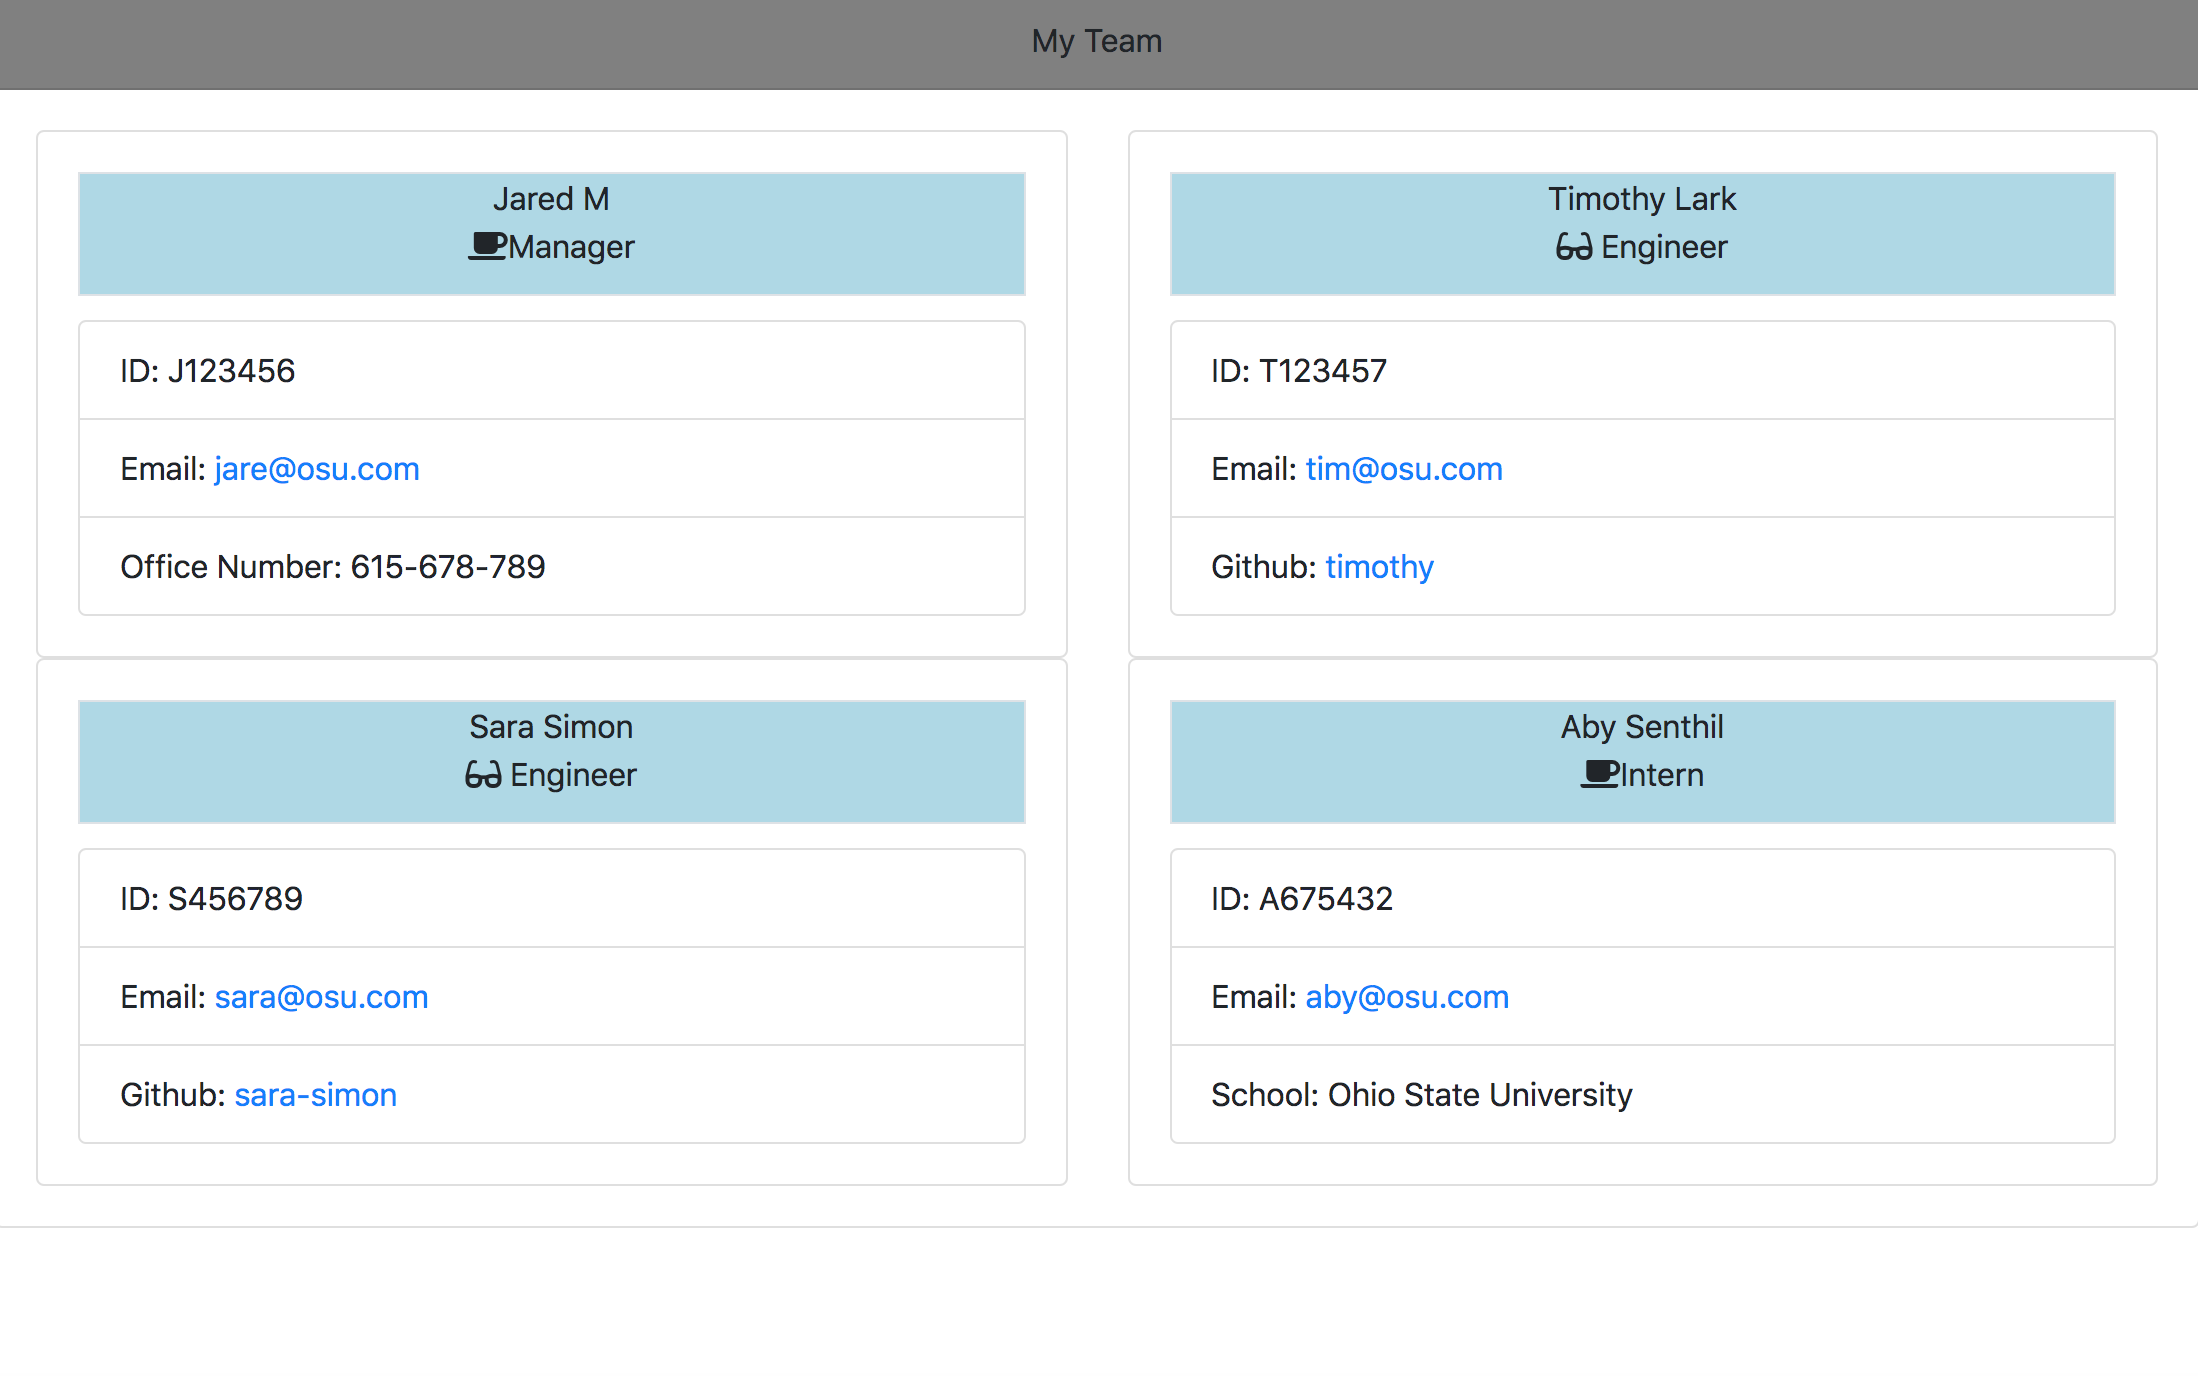 My Team
Jared M
Manager
ID: J123456
Email: jare@osu.com
Office Number: 615-678-789
Timothy Lark
Engineer
ID: T123457
Email: tim@osu.com
Github: timothy
Sara Simon
Engineer
ID: S456789
Email: sara@osu.com
Github: sara-simon
Aby Senthil
Intern
ID: A675432
Email: aby@osu.com
School: Ohio State University